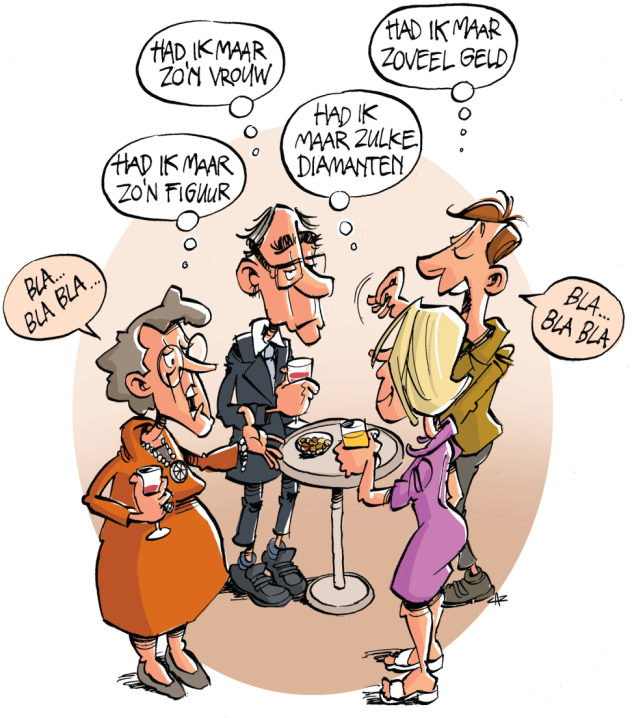 HAD IK MAAR
ZO'N VROUW
HAD IK MAAR
ZOVEEL GELD
HAD IK MAAR
ZO'N FIGUUR
HAD IK
MAAR ZULKE
DIAMANTEN
BLA...
BLA BLA...
BLA...
BLA BLA
AZ